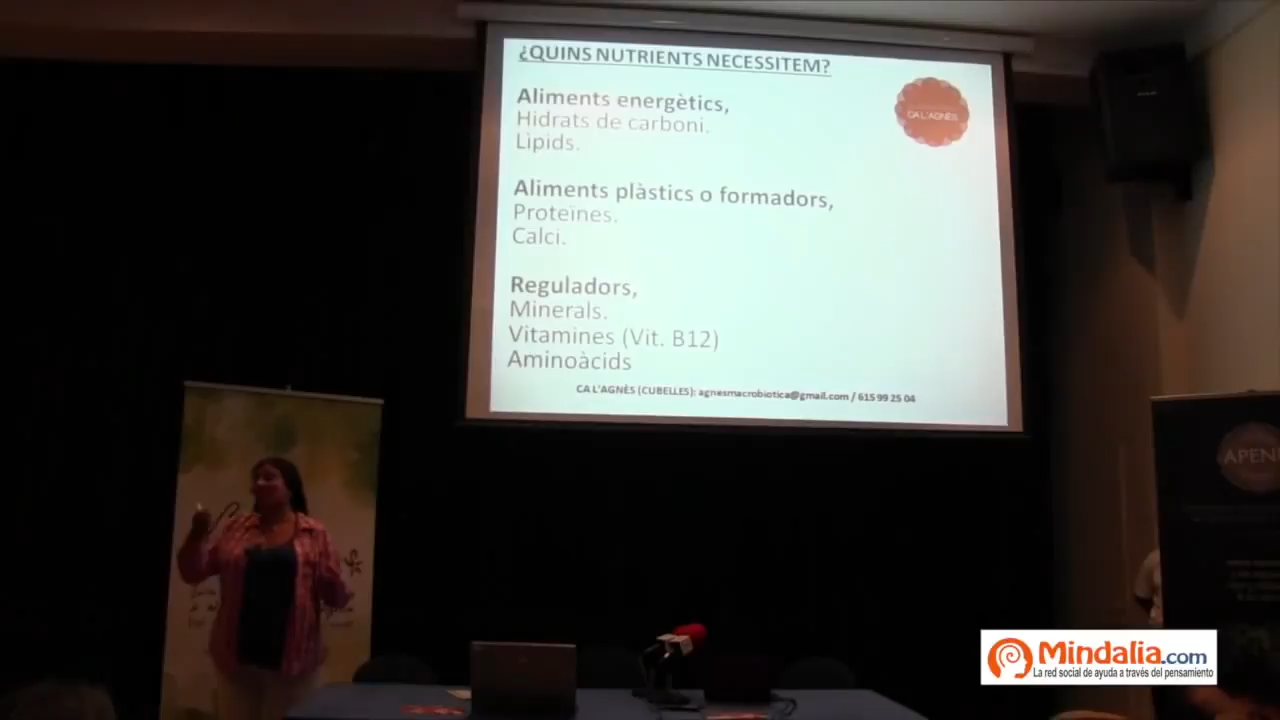 ¿QUINS NUTRIENTS NECESSITEM?
CA L'AGNÈS
Aliments energètics,
Hidrats de carboni.
Lìpids.
Aliments plàstics o formadors,
Proteïnes.
Calci.
Reguladors,
Minerals.
Vitamines (Vit. B12)
Aminoàcids
CA L'AGNÈS (CUBELLES): agnesmacrobiotica@gmail.com / 615 99 25 04
APEN
Mindalia.com
La red social de ayuda a través del pensamiento